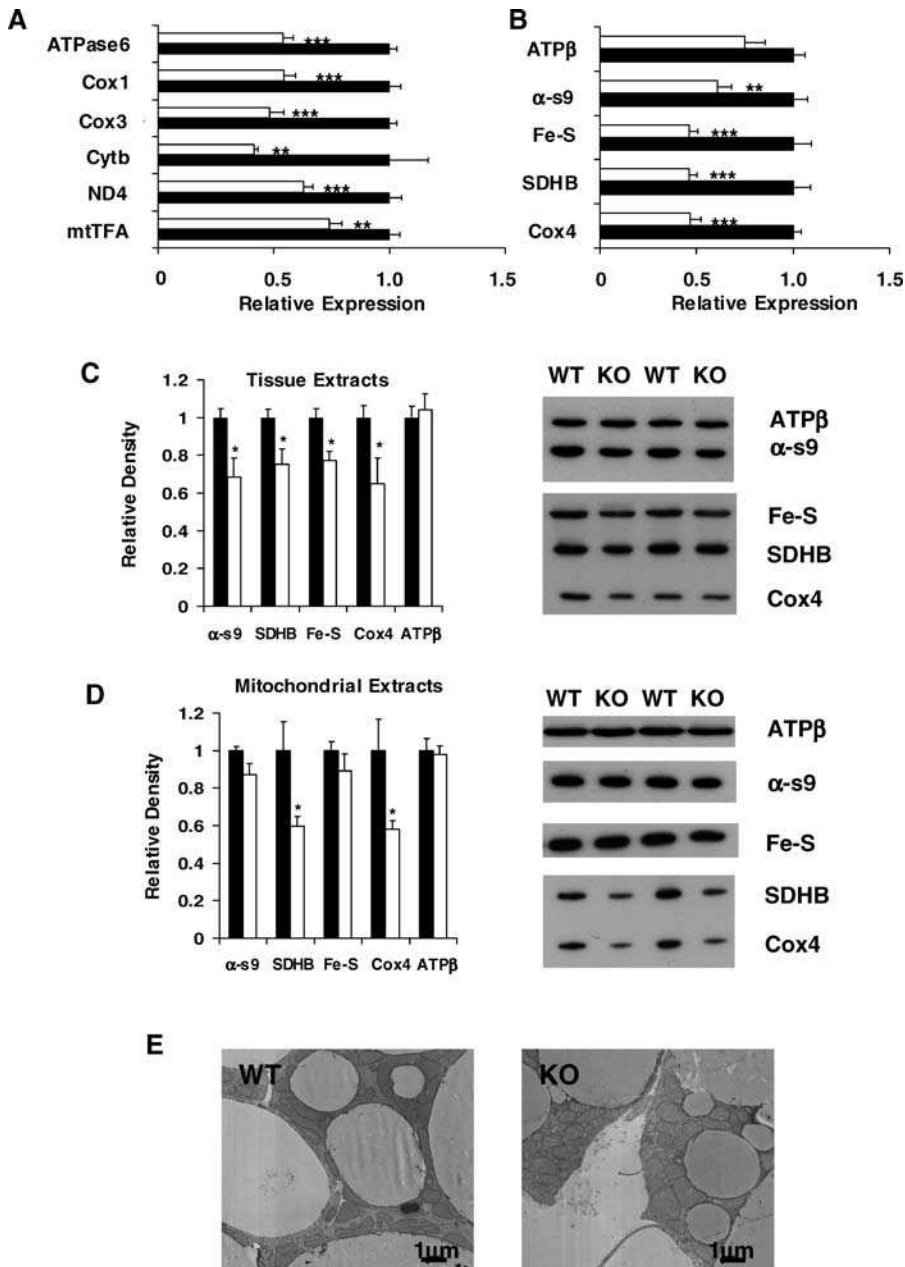 A
ATPase6
***
Cox1
***
Cox3
***
Cytb
**
ND4
***
mtTFA
**
0 0.5 1.0 1.5
Relative Expression
B
ATPβ
α-s9
**
Fe-S
***
SDHB
***
Cox4
***
0 0.5 1.0 1.5
Relative Expression
C
Tissue Extracts
Relative Density
1.2
1
0.8
0.6
0.4
0.2
0
* * * *
α-s9 SDHB Fe-S Cox4 ATPβ
WT KO WT KO
ATPβ
α-s9
Fe-S
SDHB
Cox4
D
Mitochondrial Extracts
Relative Density
1.2
1
0.8
0.6
0.4
0.2
0
* *
α-s9 SDHB Fe-S Cox4 ATPβ
WT KO WT KO
ATPβ
α-s9
Fe-S
SDHB
Cox4
E
WT
1μm
KO
1μm